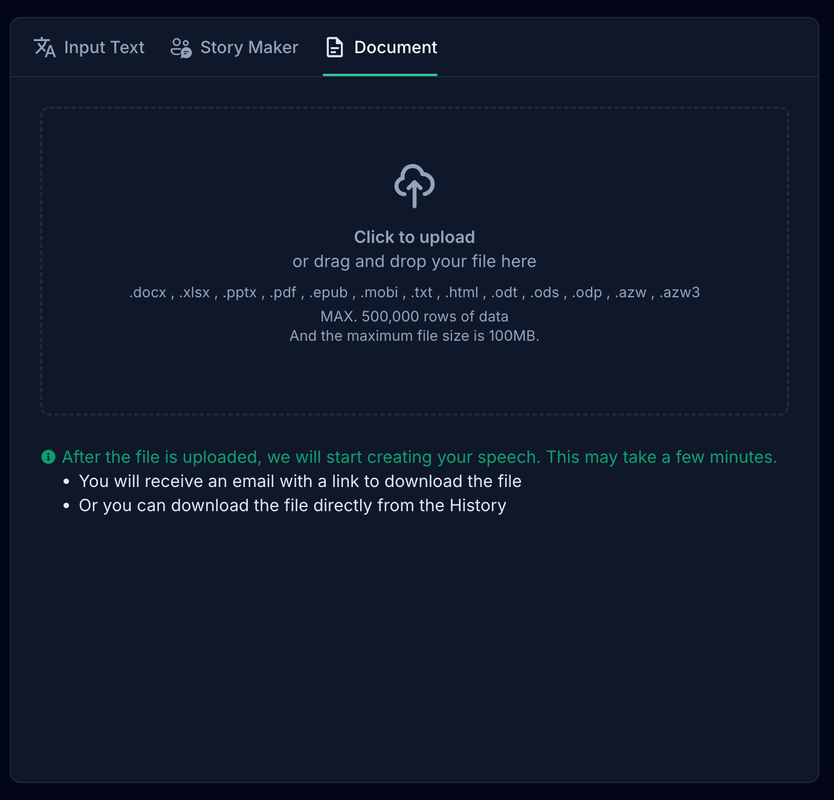 Input Text
Story Maker
Document
Click to upload
or drag and drop your file here
.docx , .xlsx , .pptx , .pdf , .epub , .mobi , .txt , .html , .odt , .ods , .odp , .azw , .azw3
MAX. 500,000 rows of data
And the maximum file size is 100MB.
After the file is uploaded, we will start creating your speech. This may take a few minutes.
• You will receive an email with a link to download the file
• Or you can download the file directly from the History